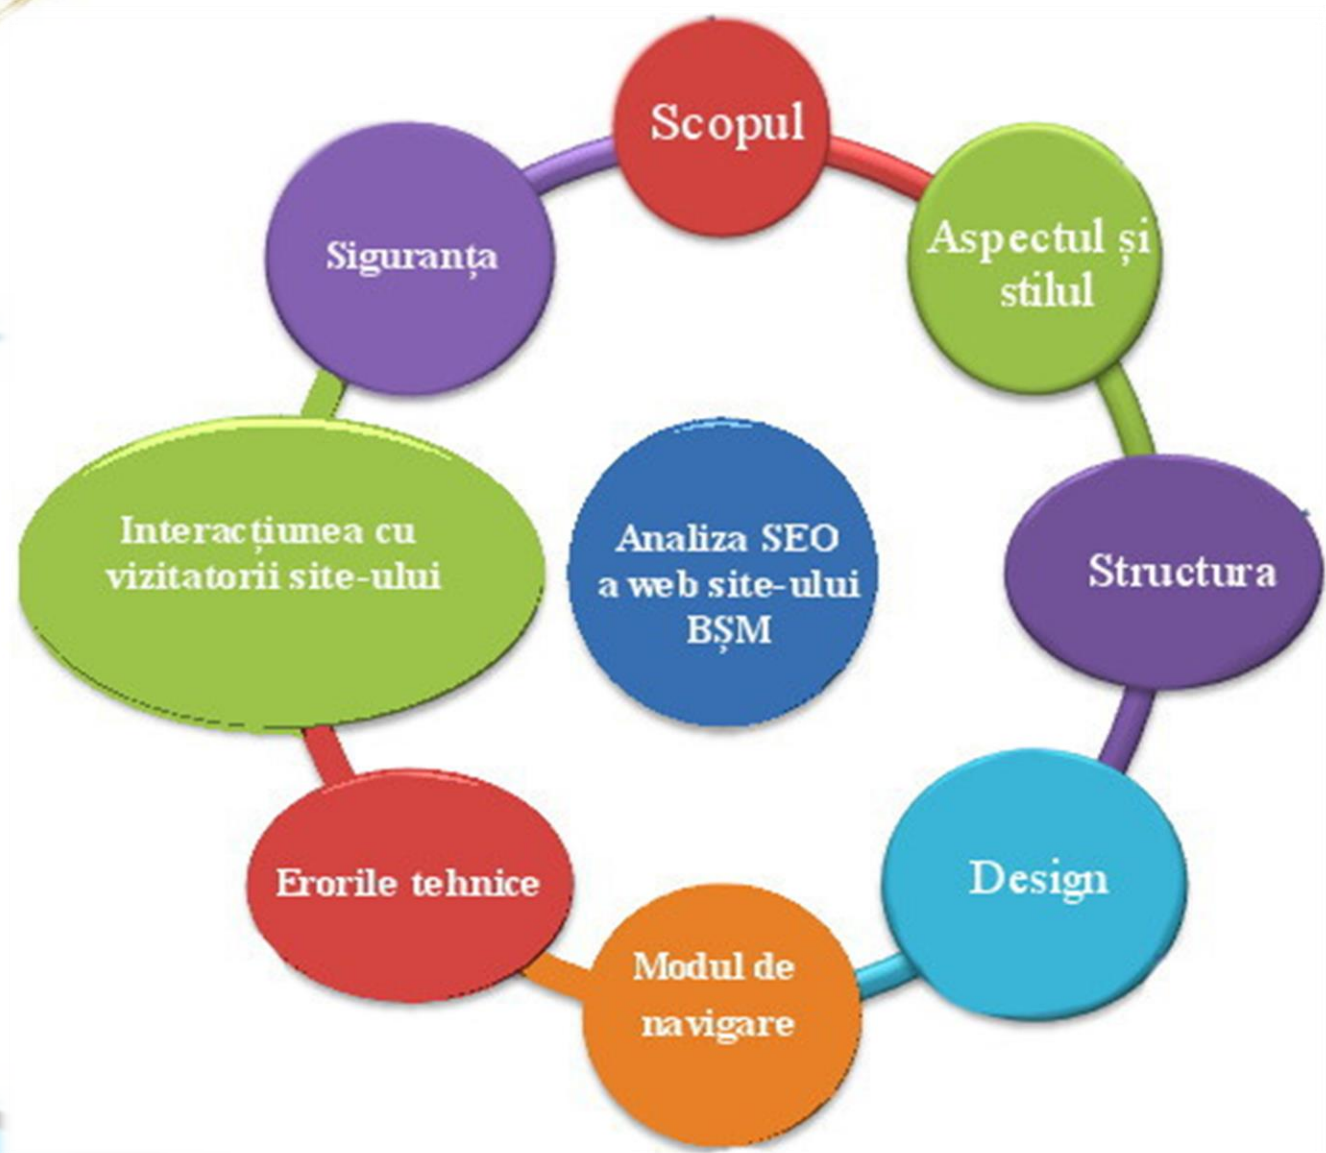 Scopul
Aspectul și
stilul
Structura
Design
Modul de
navigare
Erorile tehnice
Interacțiunea cu
vizitatorii site-ului
Siguranța
Analiza SEO
a web site-ului
BȘM